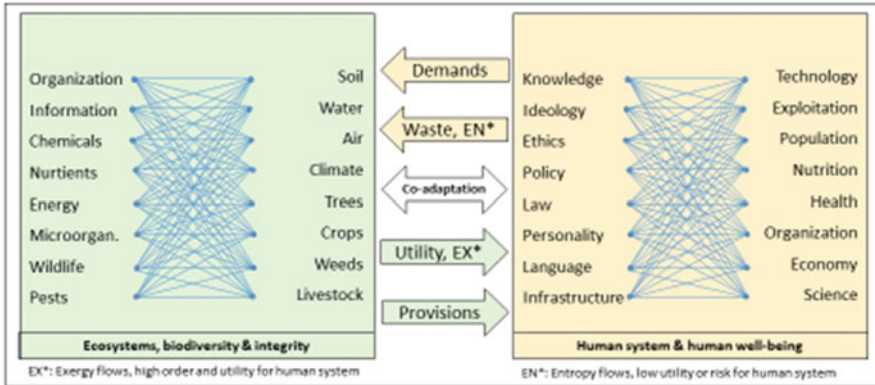 Organization
Information
Chemicals
Nurtients
Energy
Microorgan.
Wildlife
Pests
Soil
Water
Air
Climate
Trees
Crops
Weeds
Livestock
Ecosystems, biodiversity & integrity
Demands
Waste, EN*
Co-adaptation
Utility, EX*
Provisions
Knowledge
Ideology
Ethics
Policy
Law
Personality
Language
Infrastructure
Technology
Exploitation
Population
Nutrition
Health
Organization
Economy
Science
Human system & human well-being
EX*: Exergy flows, high order and utility for human system
EN*: Entropy flows, low utility or risk for human system